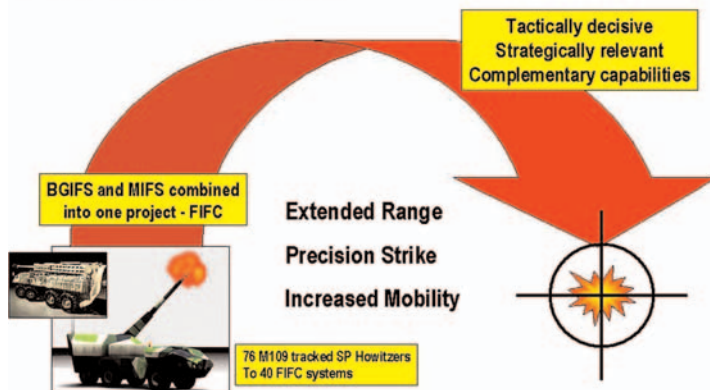 Tactically decisive
Strategically relevant
Complementary capabilities
BGIFS and MIFS combined
into one project - FIFC
Extended Range
Precision Strike
Increased Mobility
76 M109 tracked SP Howitzers
To 40 FIFC systems